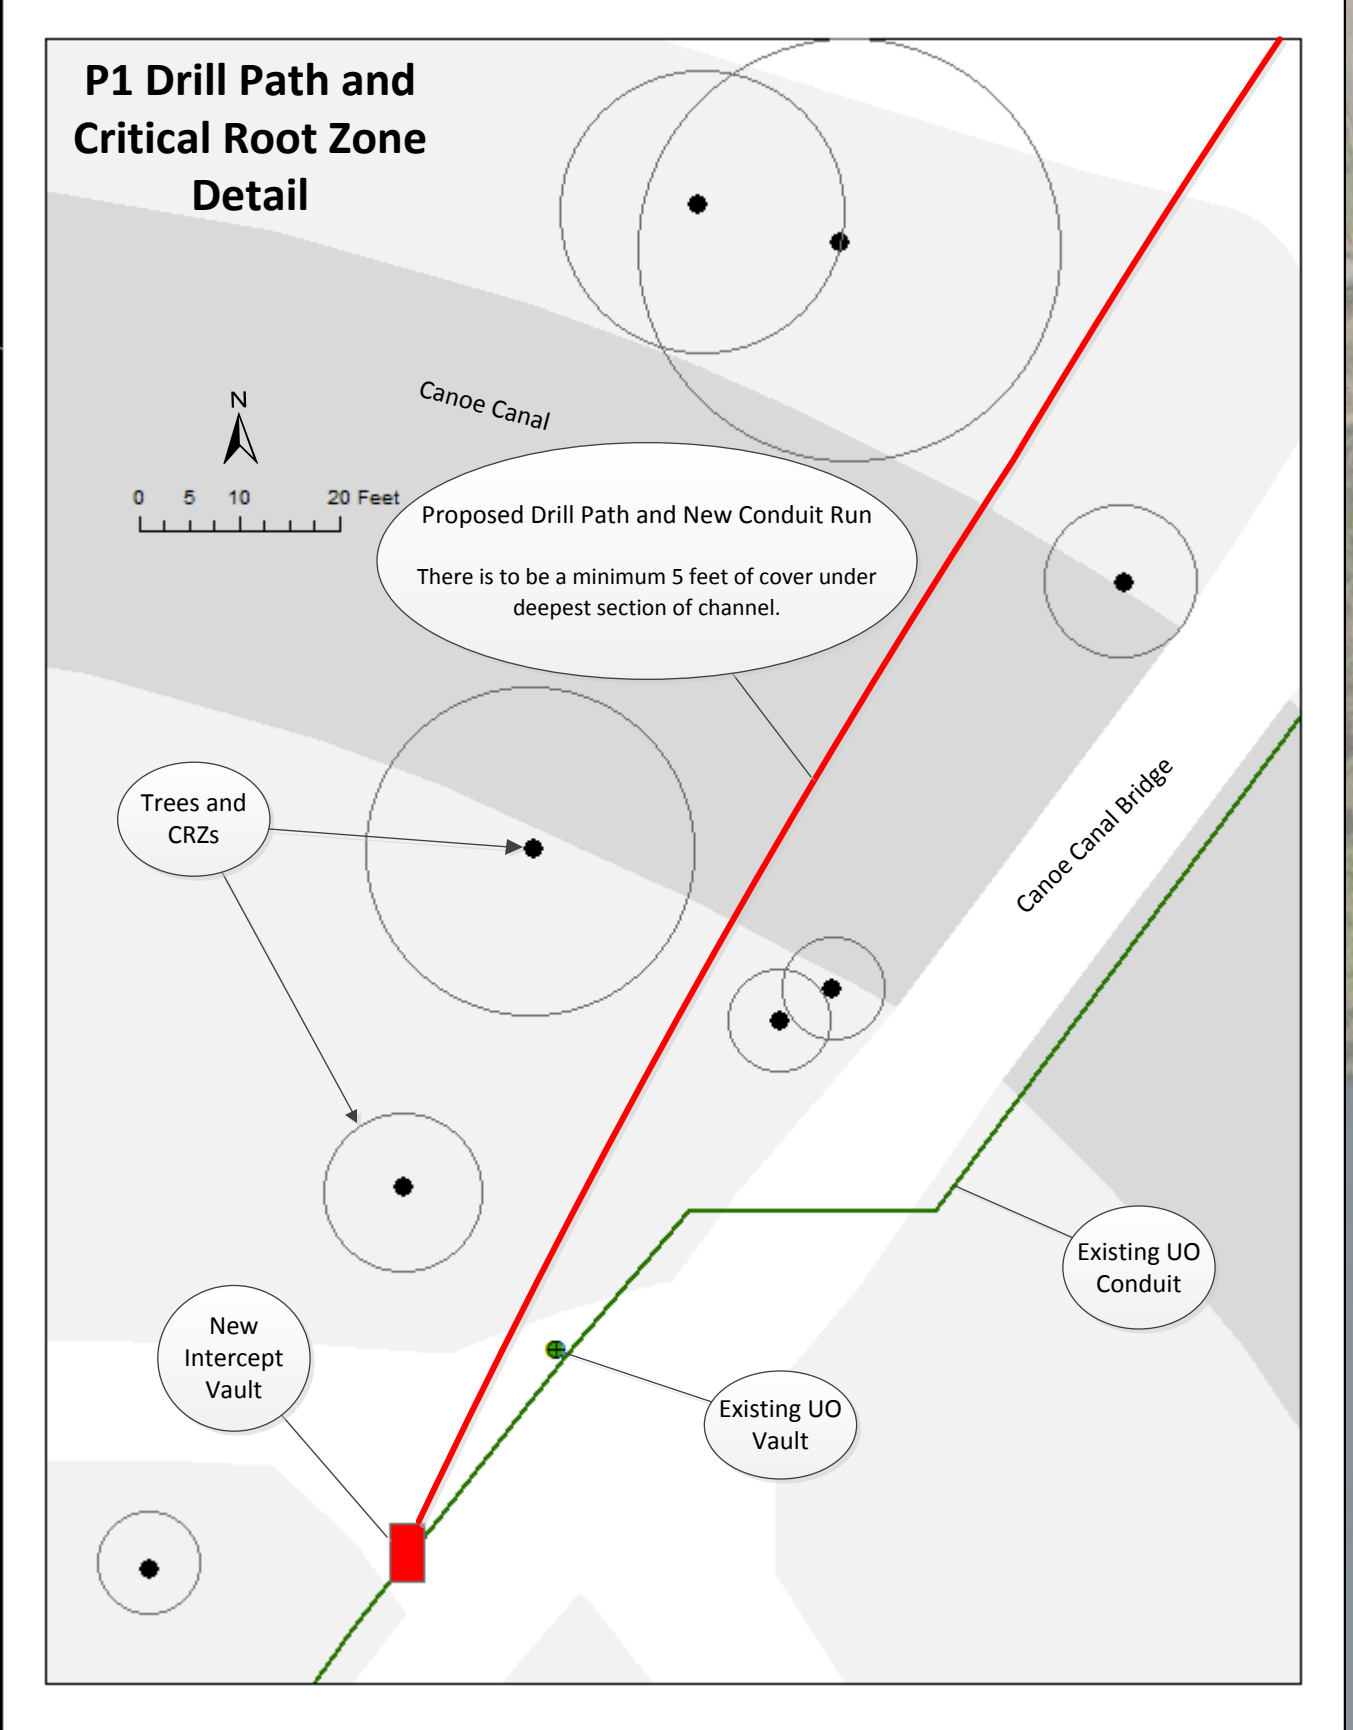 P1 Drill Path and
Critical Root Zone
Detail
Canoe Canal
N
0 5 10 20 Feet
Proposed Drill Path and New Conduit Run
There is to be a minimum 5 feet of cover under
deepest section of channel.
Trees and
CRZs
Canoe Canal Bridge
Existing UO
Conduit
New
Intercept
Vault
Existing UO
Vault